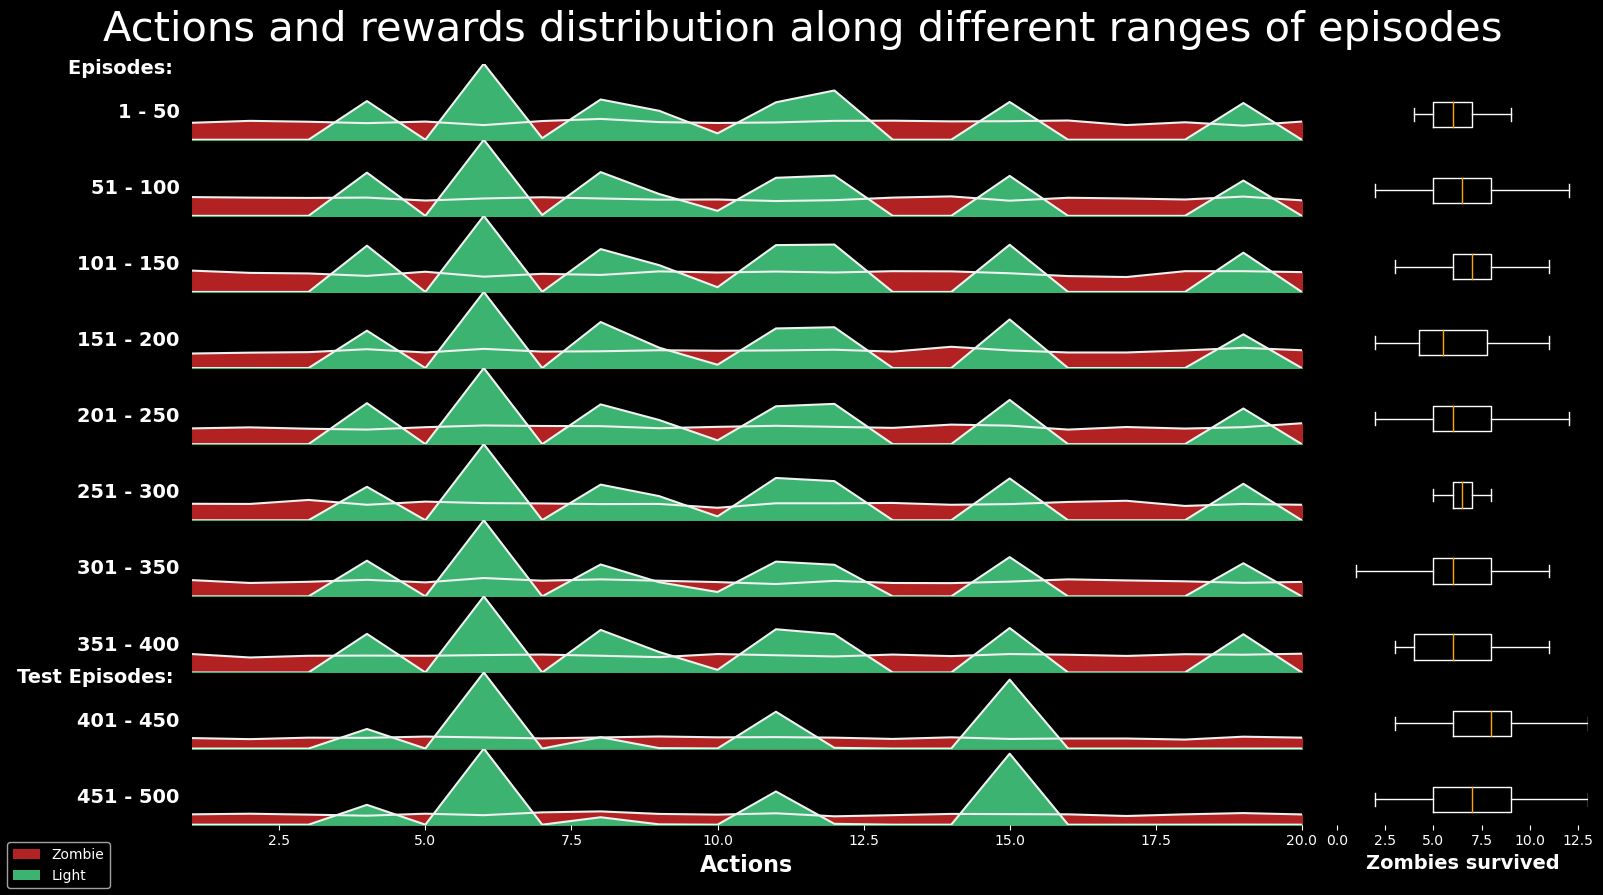 Actions and rewards distribution along different ranges of episodes
Episodes:
1 - 50
51 - 100
101 - 150
151 - 200
201 - 250
251 - 300
301 - 350
351 - 400
Test Episodes:
401 - 450
451 - 500
2.5 5.0 7.5 10.0 12.5 15.0 17.5 20.0
0.0 2.5 5.0 7.5 10.0 12.5
Actions
Zombies survived
Zombie
Light